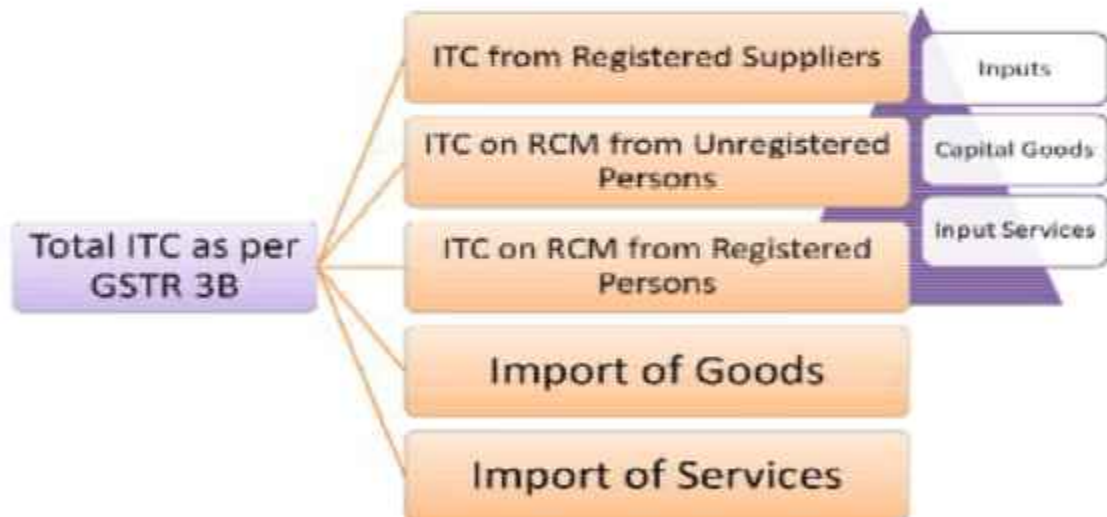 Total ITC as per
GSTR 3B
ITC from Registered Suppliers
ITC on RCM from Unregistered
Persons
ITC on RCM from Registered
Persons
Import of Goods
Import of Services
Inputs
Capital Goods
Input Services